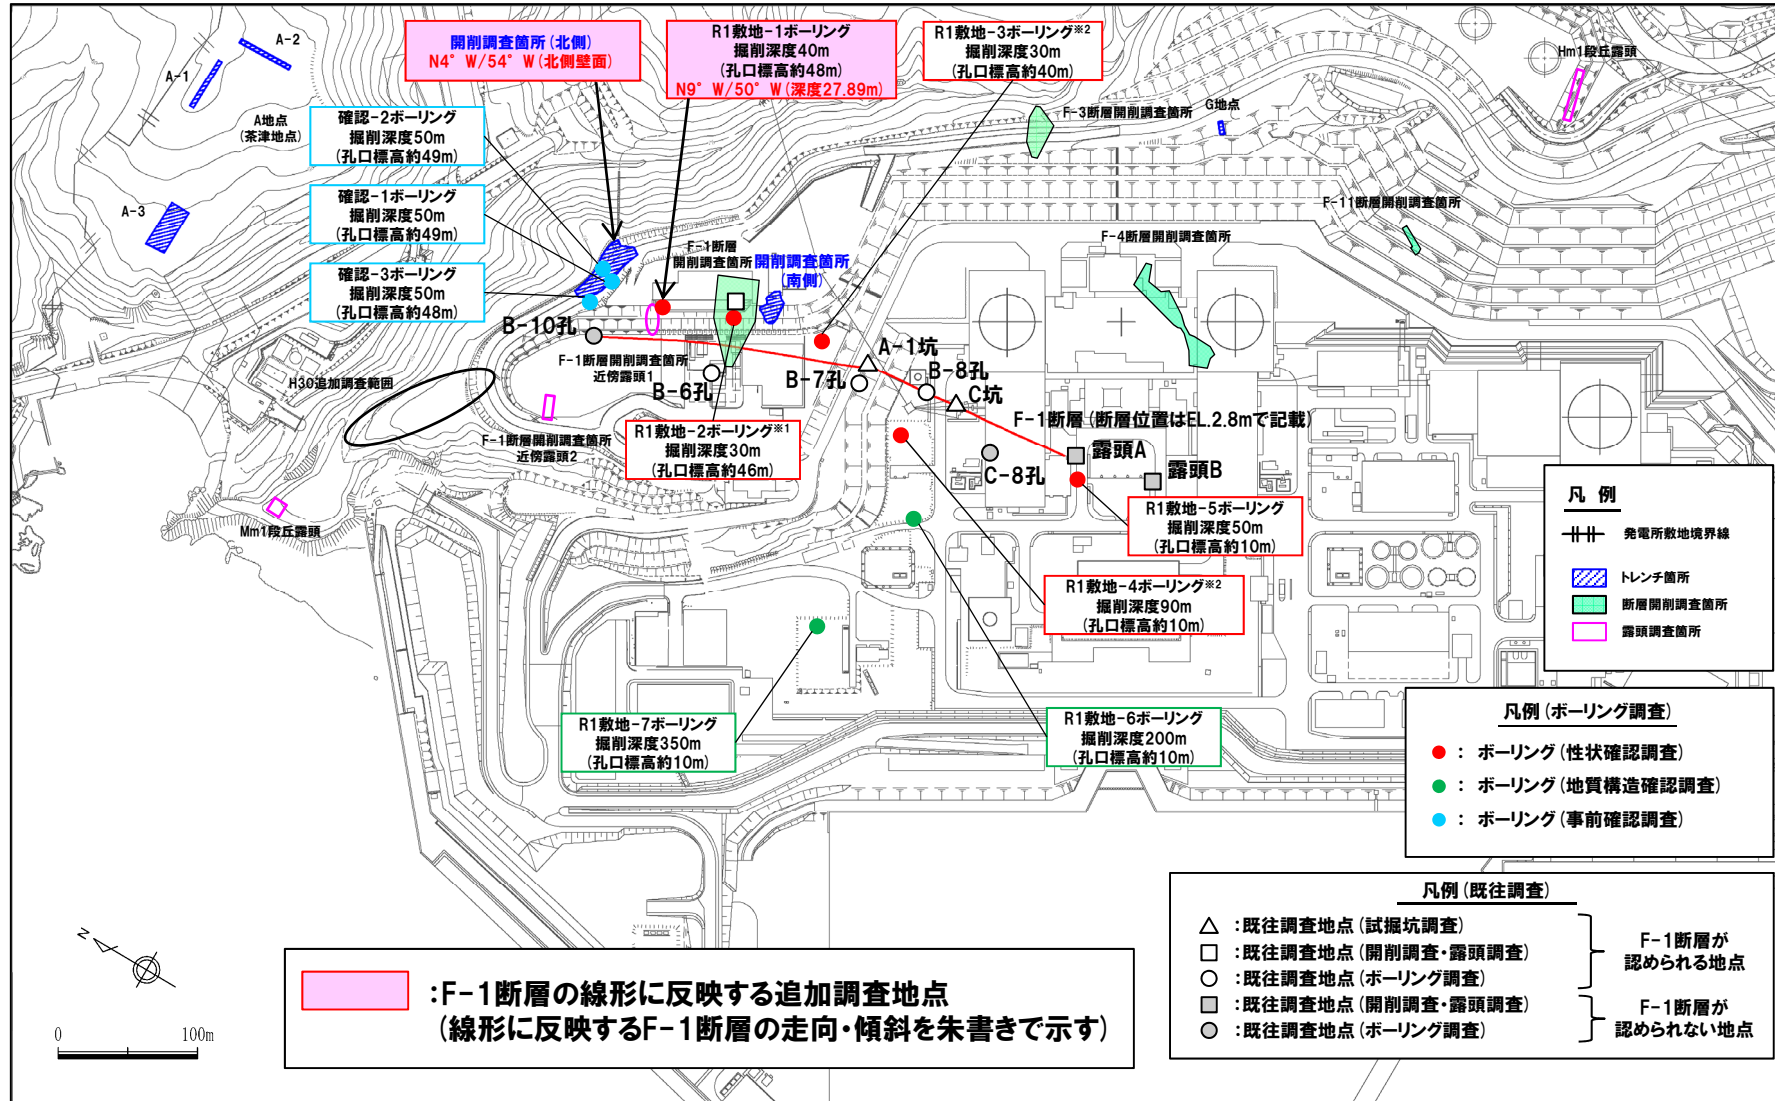 A-2
A-1
A地点
(茶津地点)
A-3
開削調査箇所(北側)
N4°W/54°W(北側壁面)
R1敷地-1ボーリング
掘削深度40m
(孔口標高約48m)
N9°W/50°W(深度27.89m)
R1敷地-3ボーリング※2
掘削深度30m
(孔口標高約40m)
Hm1段丘露頭
F-3断層開削調査箇所
G地点
確認-2ボーリング
掘削深度50m
(孔口標高約49m)
確認-1ボーリング
掘削深度50m
(孔口標高約49m)
確認-3ボーリング
掘削深度50m
(孔口標高約48m)
F-1断層
開削調査箇所
開削調査箇所
(南側)
F-11断層開削調査箇所
F-4断層開削調査箇所
B-10孔
F-1断層開削調査箇所
近傍露頭1
B-6孔
B-7孔
A-1坑
B-8孔
C坑
F-1断層(断層位置はEL.2.8mで記載)
露頭A
露頭B
C-8孔
H30追加調査範囲
F-1断層開削調査箇所
近傍露頭2
Mm1段丘露頭
R1敷地-2ボーリング※1
掘削深度30m
(孔口標高約46m)
R1敷地-5ボーリング
掘削深度50m
(孔口標高約10m)
R1敷地-4ボーリング※2
掘削深度90m
(孔口標高約10m)
R1敷地-7ボーリング
掘削深度350m
(孔口標高約10m)
R1敷地-6ボーリング
掘削深度200m
(孔口標高約10m)
凡 例
発電所敷地境界線
トレンチ箇所
断層開削調査箇所
露頭調査箇所
凡例(ボーリング調査)
: ボーリング(性状確認調査)
: ボーリング(地質構造確認調査)
: ボーリング(事前確認調査)
凡例(既往調査)
:既往調査地点(試掘坑調査)
:既往調査地点(開削調査・露頭調査)
:既往調査地点(ボーリング調査)
:既往調査地点(開削調査・露頭調査)
:既往調査地点(ボーリング調査)
F-1断層が
認められる地点
F-1断層が
認められない地点
N
0 100m
:F-1断層の線形に反映する追加調査地点
(線形に反映するF-1断層の走向・傾斜を朱書きで示す)